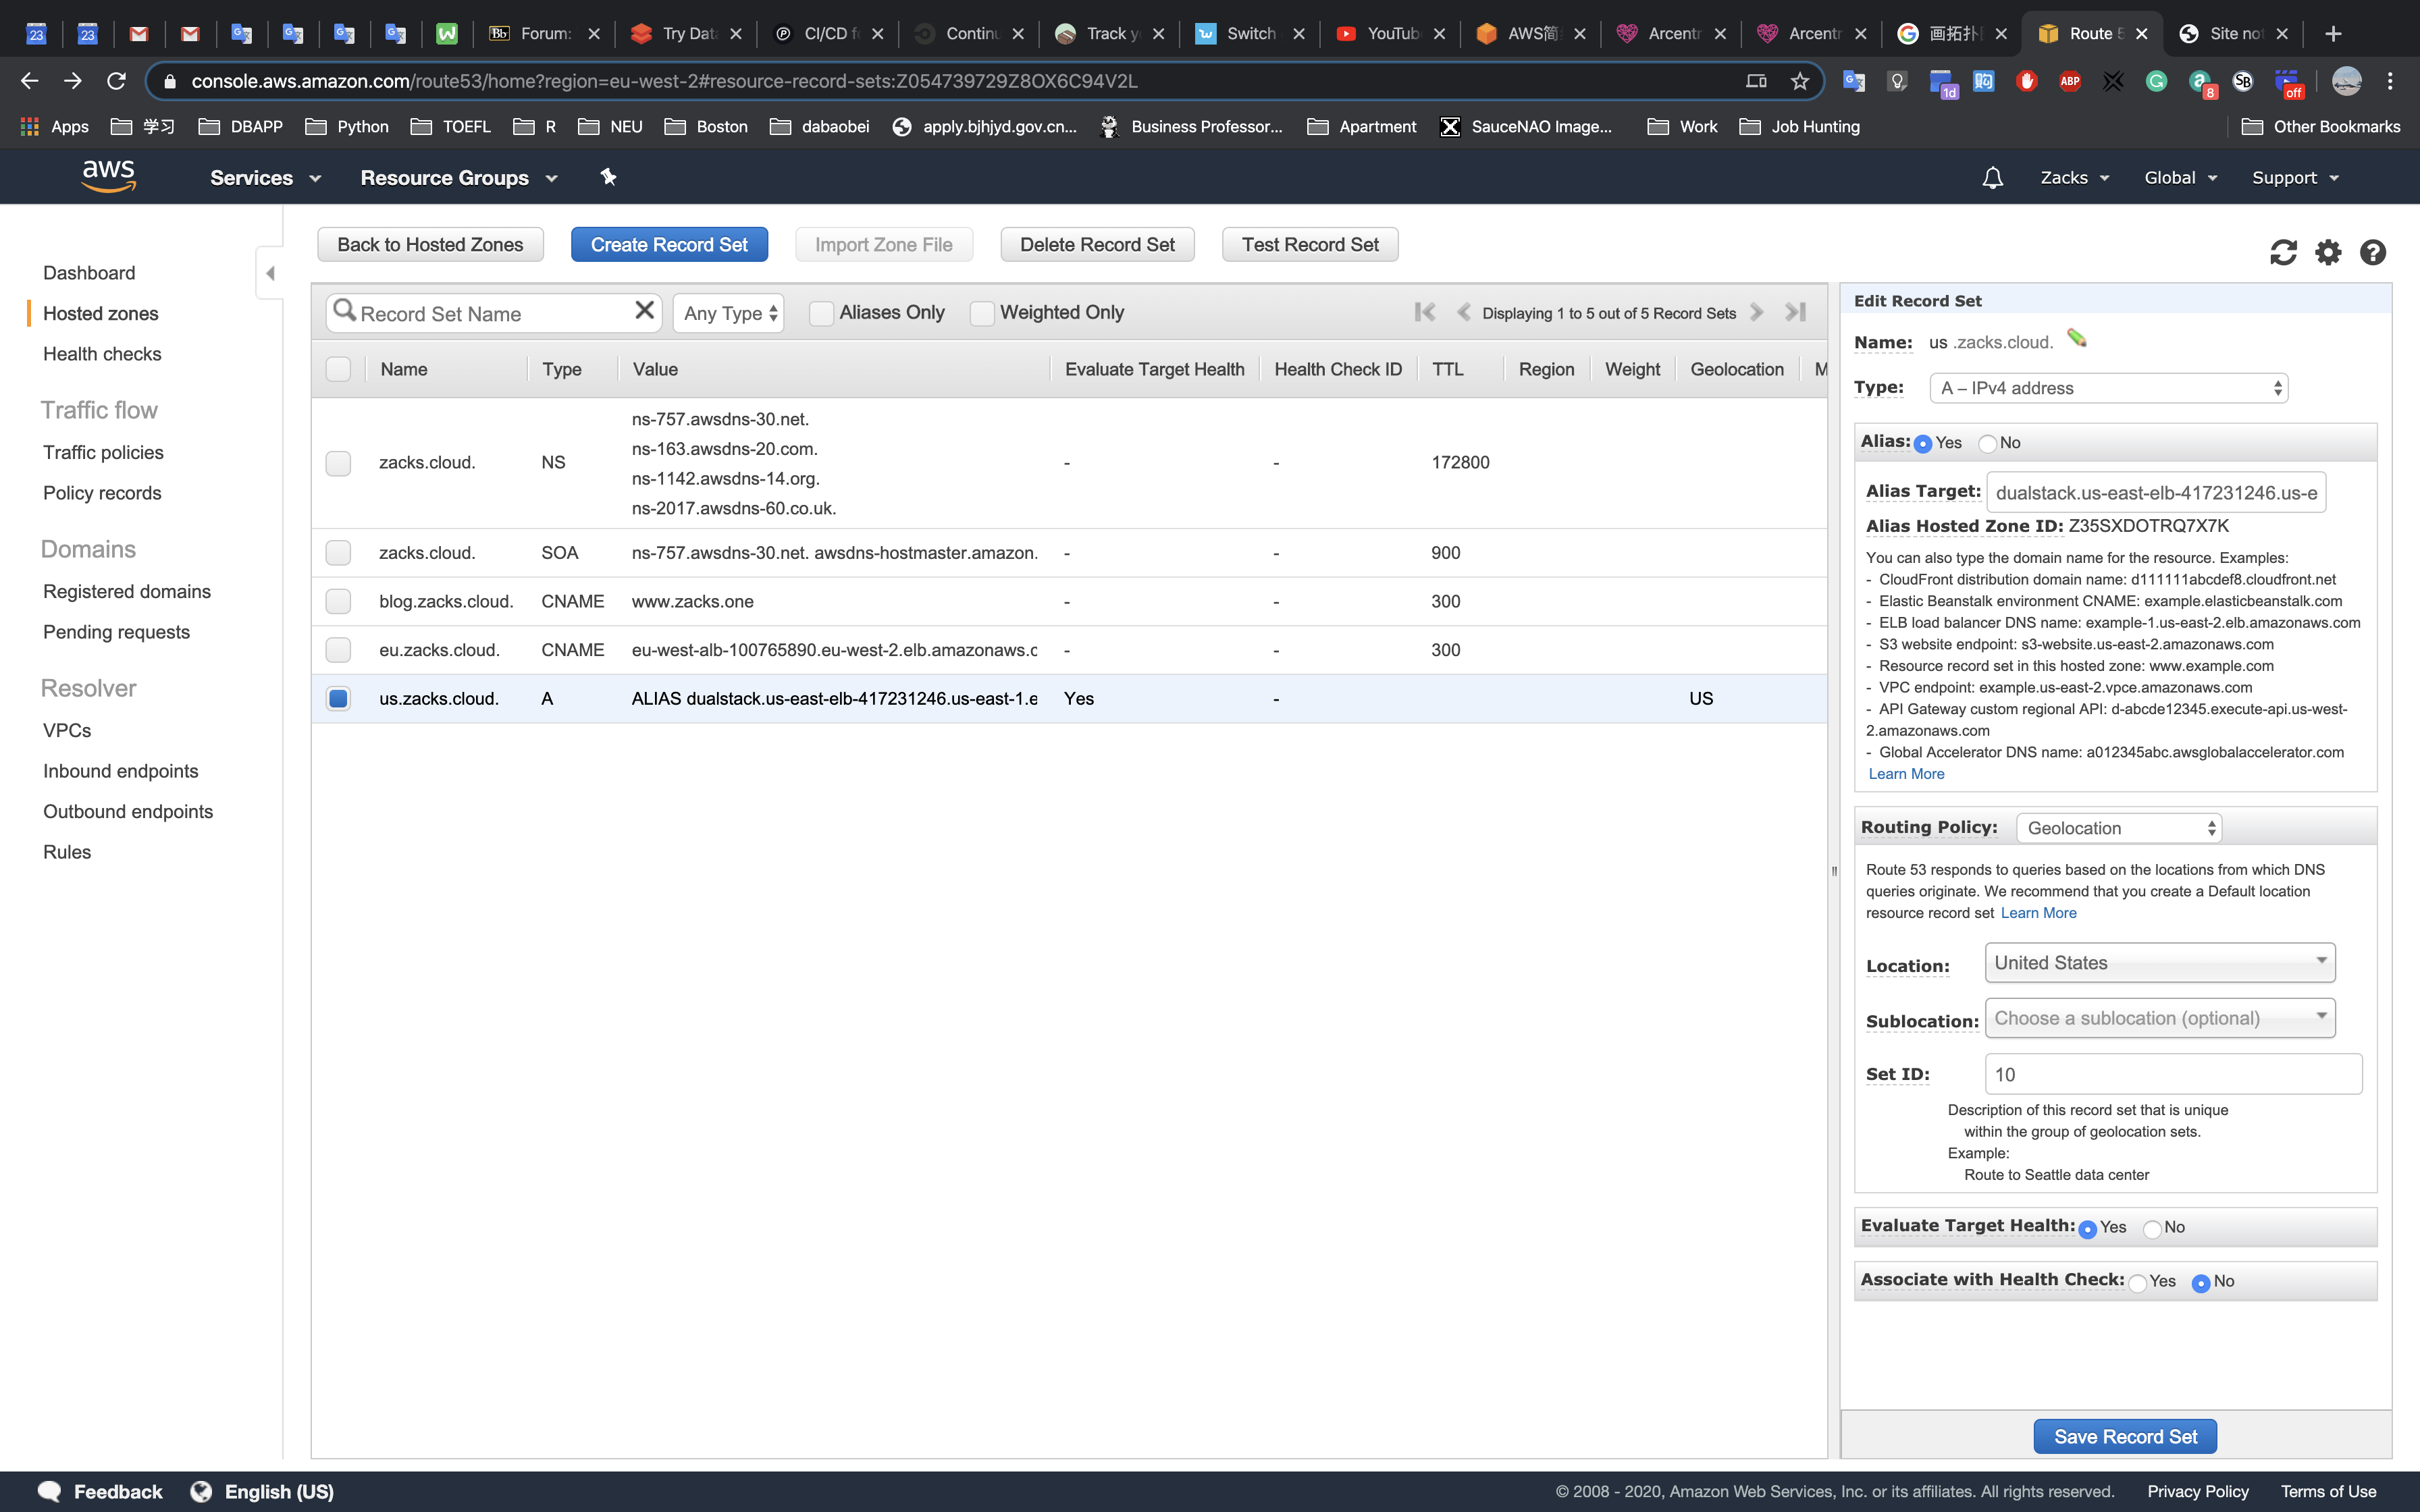 23
23
Bb Forum:
Try Dat
CI/CD f
Continu
Track y
Switch
YouTub
AWS简
Arcentr
Arcentr
画拓扑
Route 5
Site not
console.aws.amazon.com/route53/home?region=eu-west-2#resource-record-sets:Z054739729Z8OX6C94V2L
1d
ABP
8
SB
off
Apps
学习
DBAPP
Python
TOEFL
R
NEU
Boston
dabaobei
apply.bjhjyd.gov.cn...
Business Professor...
Apartment
SauceNAO Image...
Work
Job Hunting
Other Bookmarks
aws
Services
Resource Groups
Zacks
Global
Support
Dashboard
Hosted zones
Health checks
Traffic flow
Traffic policies
Policy records
Domains
Registered domains
Pending requests
Resolver
VPCs
Inbound endpoints
Outbound endpoints
Rules
Back to Hosted Zones
Create Record Set
Import Zone File
Delete Record Set
Test Record Set
Record Set Name
Any Type
Aliases Only
Weighted Only
Displaying 1 to 5 out of 5 Record Sets
Name Type Value Evaluate Target Health Health Check ID TTL Region Weight Geolocation M
ns-757.awsdns-30.net.
ns-163.awsdns-20.com.
zacks.cloud. NS - - 172800
ns-1142.awsdns-14.org.
ns-2017.awsdns-60.co.uk.
zacks.cloud. SOA ns-757.awsdns-30.net. awsdns-hostmaster.amazon. - - 900
blog.zacks.cloud. CNAME www.zacks.one - - 300
eu.zacks.cloud. CNAME eu-west-alb-100765890.eu-west-2.elb.amazonaws.c - - 300
us.zacks.cloud. A ALIAS dualstack.us-east-elb-417231246.us-east-1.e Yes - US
Edit Record Set
Name: us .zacks.cloud.
Type: A – IPv4 address
Alias: Yes No
Alias Target: dualstack.us-east-elb-417231246.us-e
Alias Hosted Zone ID: Z35SXDOTRQ7X7K
You can also type the domain name for the resource. Examples:
- CloudFront distribution domain name: d111111abcdef8.cloudfront.net
- Elastic Beanstalk environment CNAME: example.elasticbeanstalk.com
- ELB load balancer DNS name: example-1.us-east-2.elb.amazonaws.com
- S3 website endpoint: s3-website.us-east-2.amazonaws.com
- Resource record set in this hosted zone: www.example.com
- VPC endpoint: example.us-east-2.vpce.amazonaws.com
- API Gateway custom regional API: d-abcde12345.execute-api.us-west-
2.amazonaws.com
- Global Accelerator DNS name: a012345abc.awsglobalaccelerator.com
Learn More
Routing Policy: Geolocation
Route 53 responds to queries based on the locations from which DNS
queries originate. We recommend that you create a Default location
resource record set Learn More
Location: United States
Sublocation: Choose a sublocation (optional)
Set ID: 10
Description of this record set that is unique
within the group of geolocation sets.
Example:
Route to Seattle data center
Evaluate Target Health: Yes No
Associate with Health Check: Yes No
Save Record Set
Feedback
English (US)
© 2008 - 2020, Amazon Web Services, Inc. or its affiliates. All rights reserved.
Privacy Policy
Terms of Use